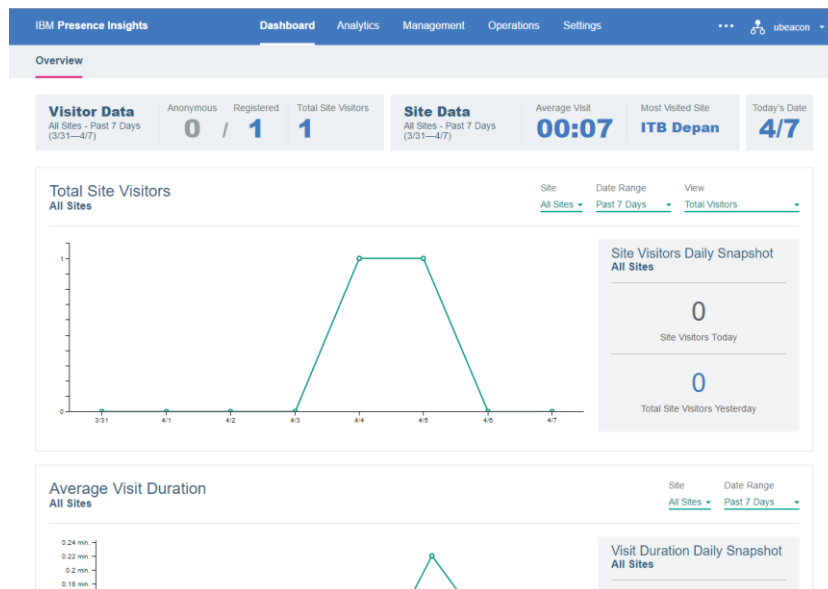 IBM Presence Insights
Dashboard
Analytics
Management
Operations
Settings
ubeacon
Overview
Visitor Data
All Sites - Past 7 Days
(3/31—4/7)
Anonymous
Registered
Total Site Visitors
0 / 1
1
Site Data
All Sites - Past 7 Days
(3/31—4/7)
Average Visit
00:07
Most Visited Site
ITB Depan
Today's Date
4/7
Total Site Visitors
All Sites
Site
All Sites
Date Range
Past 7 Days
View
Total Visitors
1
0
3/31 4/1 4/2 4/3 4/4 4/5 4/6 4/7
Site Visitors Daily Snapshot
All Sites
0
Site Visitors Today
0
Total Site Visitors Yesterday
Average Visit Duration
All Sites
Site
All Sites
Date Range
Past 7 Days
0.24 min.
0.22 min.
0.2 min.
0.18 min.
Visit Duration Daily Snapshot
All Sites